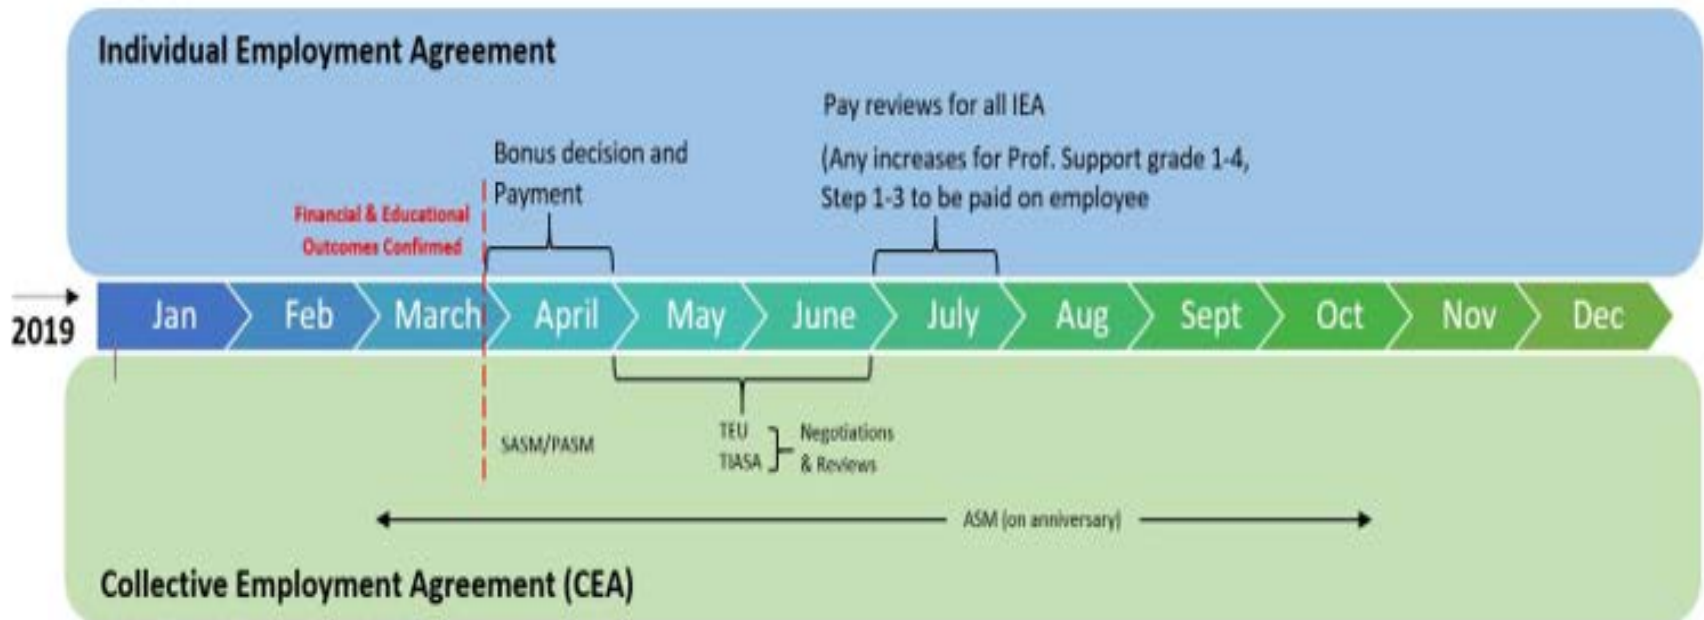 Individual Employment Agreement
Pay reviews for all IEA
(Any increases for Prof. Support grade 1-4,
Step 1-3 to be paid on employee
Bonus decision and
Payment
Financial & Educational
Outcomes Confirmed
2019
Jan
Feb
March
April
May
June
July
Aug
Sept
Oct
Nov
Dec
SASM/PASM
TEU
TIASA
Negotiations
& Reviews
ASM (on anniversary)
Collective Employment Agreement (CEA)